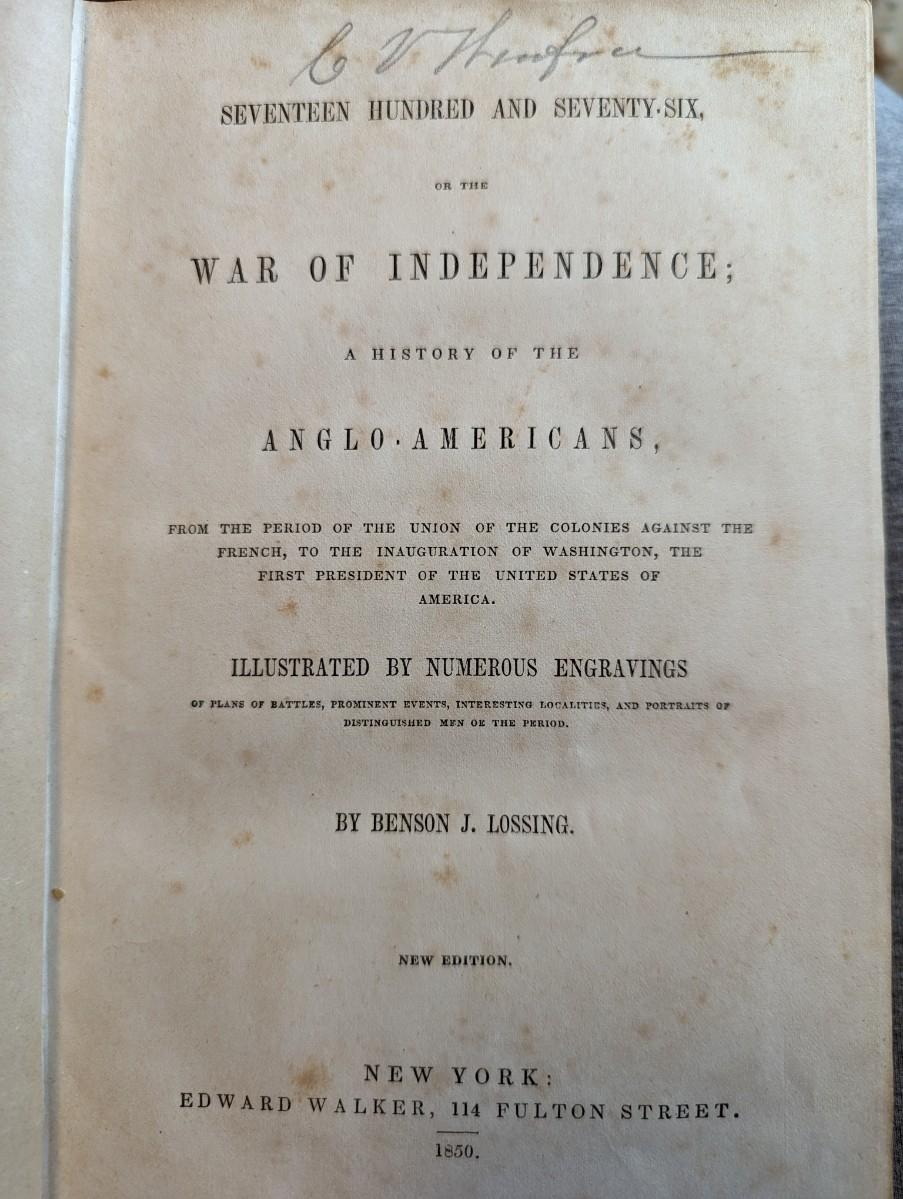 C V
SEVENTEEN HUNDRED AND SEVENTY-SIX,
OR THE
WAR OF INDEPENDENCE;
A HISTORY OF THE
ANGLO-AMERICANS,
FROM THE PERIOD OF THE UNION OF THE COLONIES AGAINST THE
FRENCH, TO THE INAUGURATION OF WASHINGTON, THE
FIRST PRESIDENT OF THE UNITED STATES OF
AMERICA.
ILLUSTRATED BY NUMEROUS ENGRAVINGS
OF PLANS OF BATTLES, PROMINENT EVENTS, INTERESTING LOCALITIES, AND PORTRAITS OF
DISTINGUISHED MEN OF THE PERIOD.
BY BENSON J. LOSSING.
NEW EDITION.
NEW YORK:
EDWARD WALKER, 114 FULTON STREET.
1850.